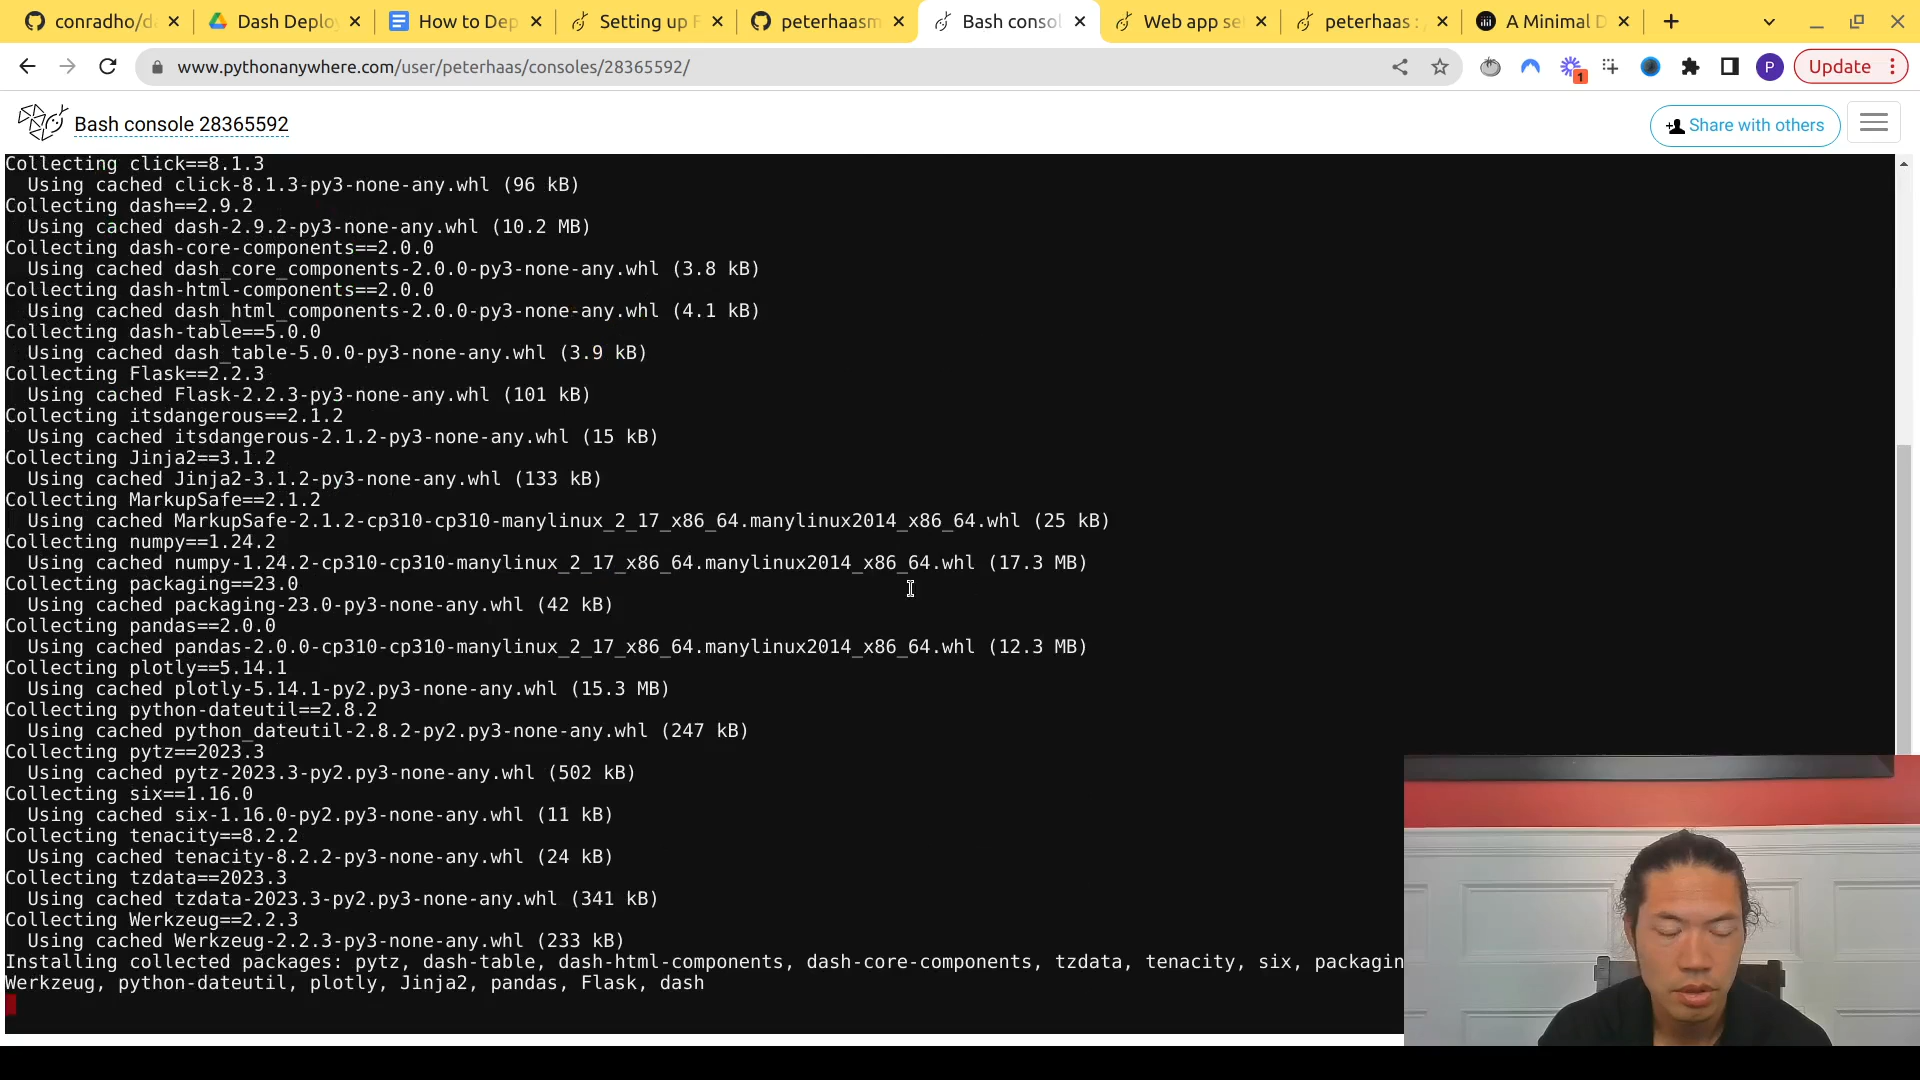 conradho/da
Dash Deploy
How to Dep
Setting up F
peterhaasm
Bash consol
Web app se
peterhaas :
A Minimal D
www.pythonanywhere.com/user/peterhaas/consoles/28365592/
1
P
Update
Bash console 28365592
Share with others
Collecting click==8.1.3
Using cached click-8.1.3-py3-none-any.whl (96 kB)
Collecting dash==2.9.2
Using cached dash-2.9.2-py3-none-any.whl (10.2 MB)
Collecting dash-core-components==2.0.0
Using cached dash_core_components-2.0.0-py3-none-any.whl (3.8 kB)
Collecting dash-html-components==2.0.0
Using cached dash_html_components-2.0.0-py3-none-any.whl (4.1 kB)
Collecting dash-table==5.0.0
Using cached dash_table-5.0.0-py3-none-any.whl (3.9 kB)
Collecting Flask==2.2.3
Using cached Flask-2.2.3-py3-none-any.whl (101 kB)
Collecting itsdangerous==2.1.2
Using cached itsdangerous-2.1.2-py3-none-any.whl (15 kB)
Collecting Jinja2==3.1.2
Using cached Jinja2-3.1.2-py3-none-any.whl (133 kB)
Collecting MarkupSafe==2.1.2
Using cached MarkupSafe-2.1.2-cp310-cp310-manylinux_2_17_x86_64.manylinux2014_x86_64.whl (25 kB)
Collecting numpy==1.24.2
Using cached numpy-1.24.2-cp310-cp310-manylinux_2_17_x86_64.manylinux2014_x86_64.whl (17.3 MB)
Collecting packaging==23.0
Using cached packaging-23.0-py3-none-any.whl (42 kB)
Collecting pandas==2.0.0
Using cached pandas-2.0.0-cp310-cp310-manylinux_2_17_x86_64.manylinux2014_x86_64.whl (12.3 MB)
Collecting plotly==5.14.1
Using cached plotly-5.14.1-py2.py3-none-any.whl (15.3 MB)
Collecting python-dateutil==2.8.2
Using cached python_dateutil-2.8.2-py2.py3-none-any.whl (247 kB)
Collecting pytz==2023.3
Using cached pytz-2023.3-py2.py3-none-any.whl (502 kB)
Collecting six==1.16.0
Using cached six-1.16.0-py2.py3-none-any.whl (11 kB)
Collecting tenacity==8.2.2
Using cached tenacity-8.2.2-py3-none-any.whl (24 kB)
Collecting tzdata==2023.3
Using cached tzdata-2023.3-py2.py3-none-any.whl (341 kB)
Collecting Werkzeug==2.2.3
Using cached Werkzeug-2.2.3-py3-none-any.whl (233 kB)
Installing collected packages: pytz, dash-table, dash-html-components, dash-core-components, tzdata, tenacity, six, packagin
Werkzeug, python-dateutil, plotly, Jinja2, pandas, Flask, dash